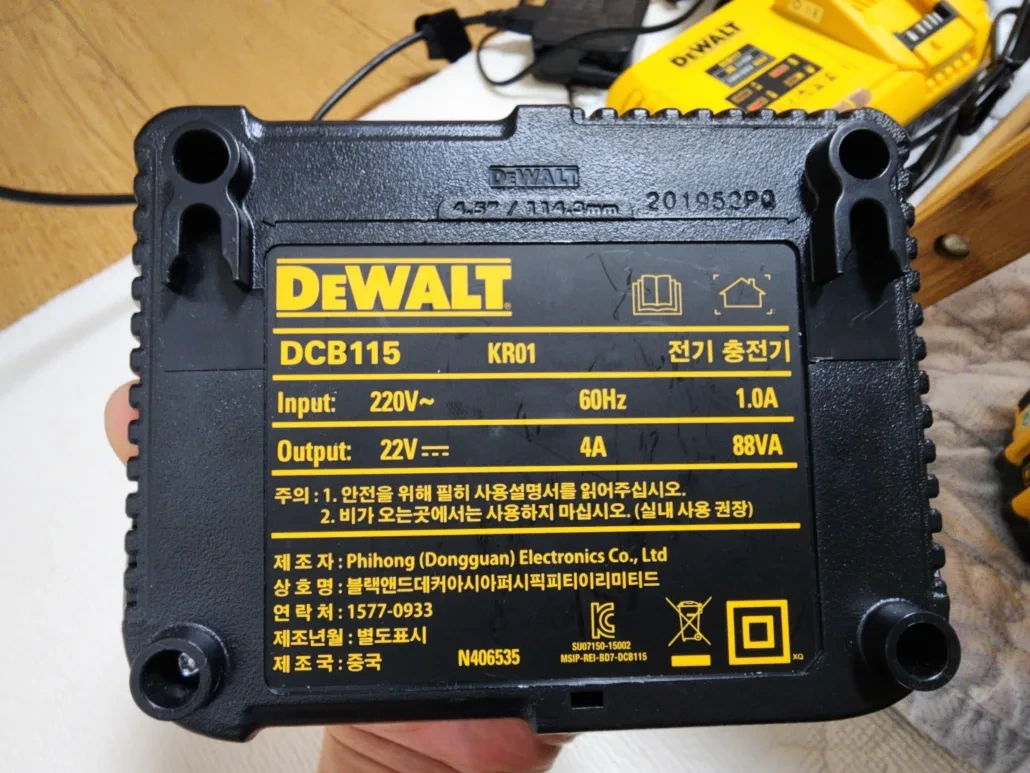 DEWALT
DEWALT
4.5" / 114.3mm 201952PQ
DEWALT®
DCB115 KR01 전기 충전기
Input: 220V~ 60Hz 1.0A
Output: 22V⎓ 4A 88VA
주의 : 1. 안전을 위해 필히 사용설명서를 읽어주십시오.
2. 비가 오는곳에서는 사용하지 마십시오. (실내 사용 권장)
제 조 자 : Phihong (Dongguan) Electronics Co., Ltd
상 호 명 : 블랙앤드데커아시아퍼시픽피티이리미티드
연 락 처 : 1577-0933
제조년월 : 별도표시
제 조 국 : 중국
N406535
SU07150-15002
MSIP-REI-BD7-DCB115
XQ